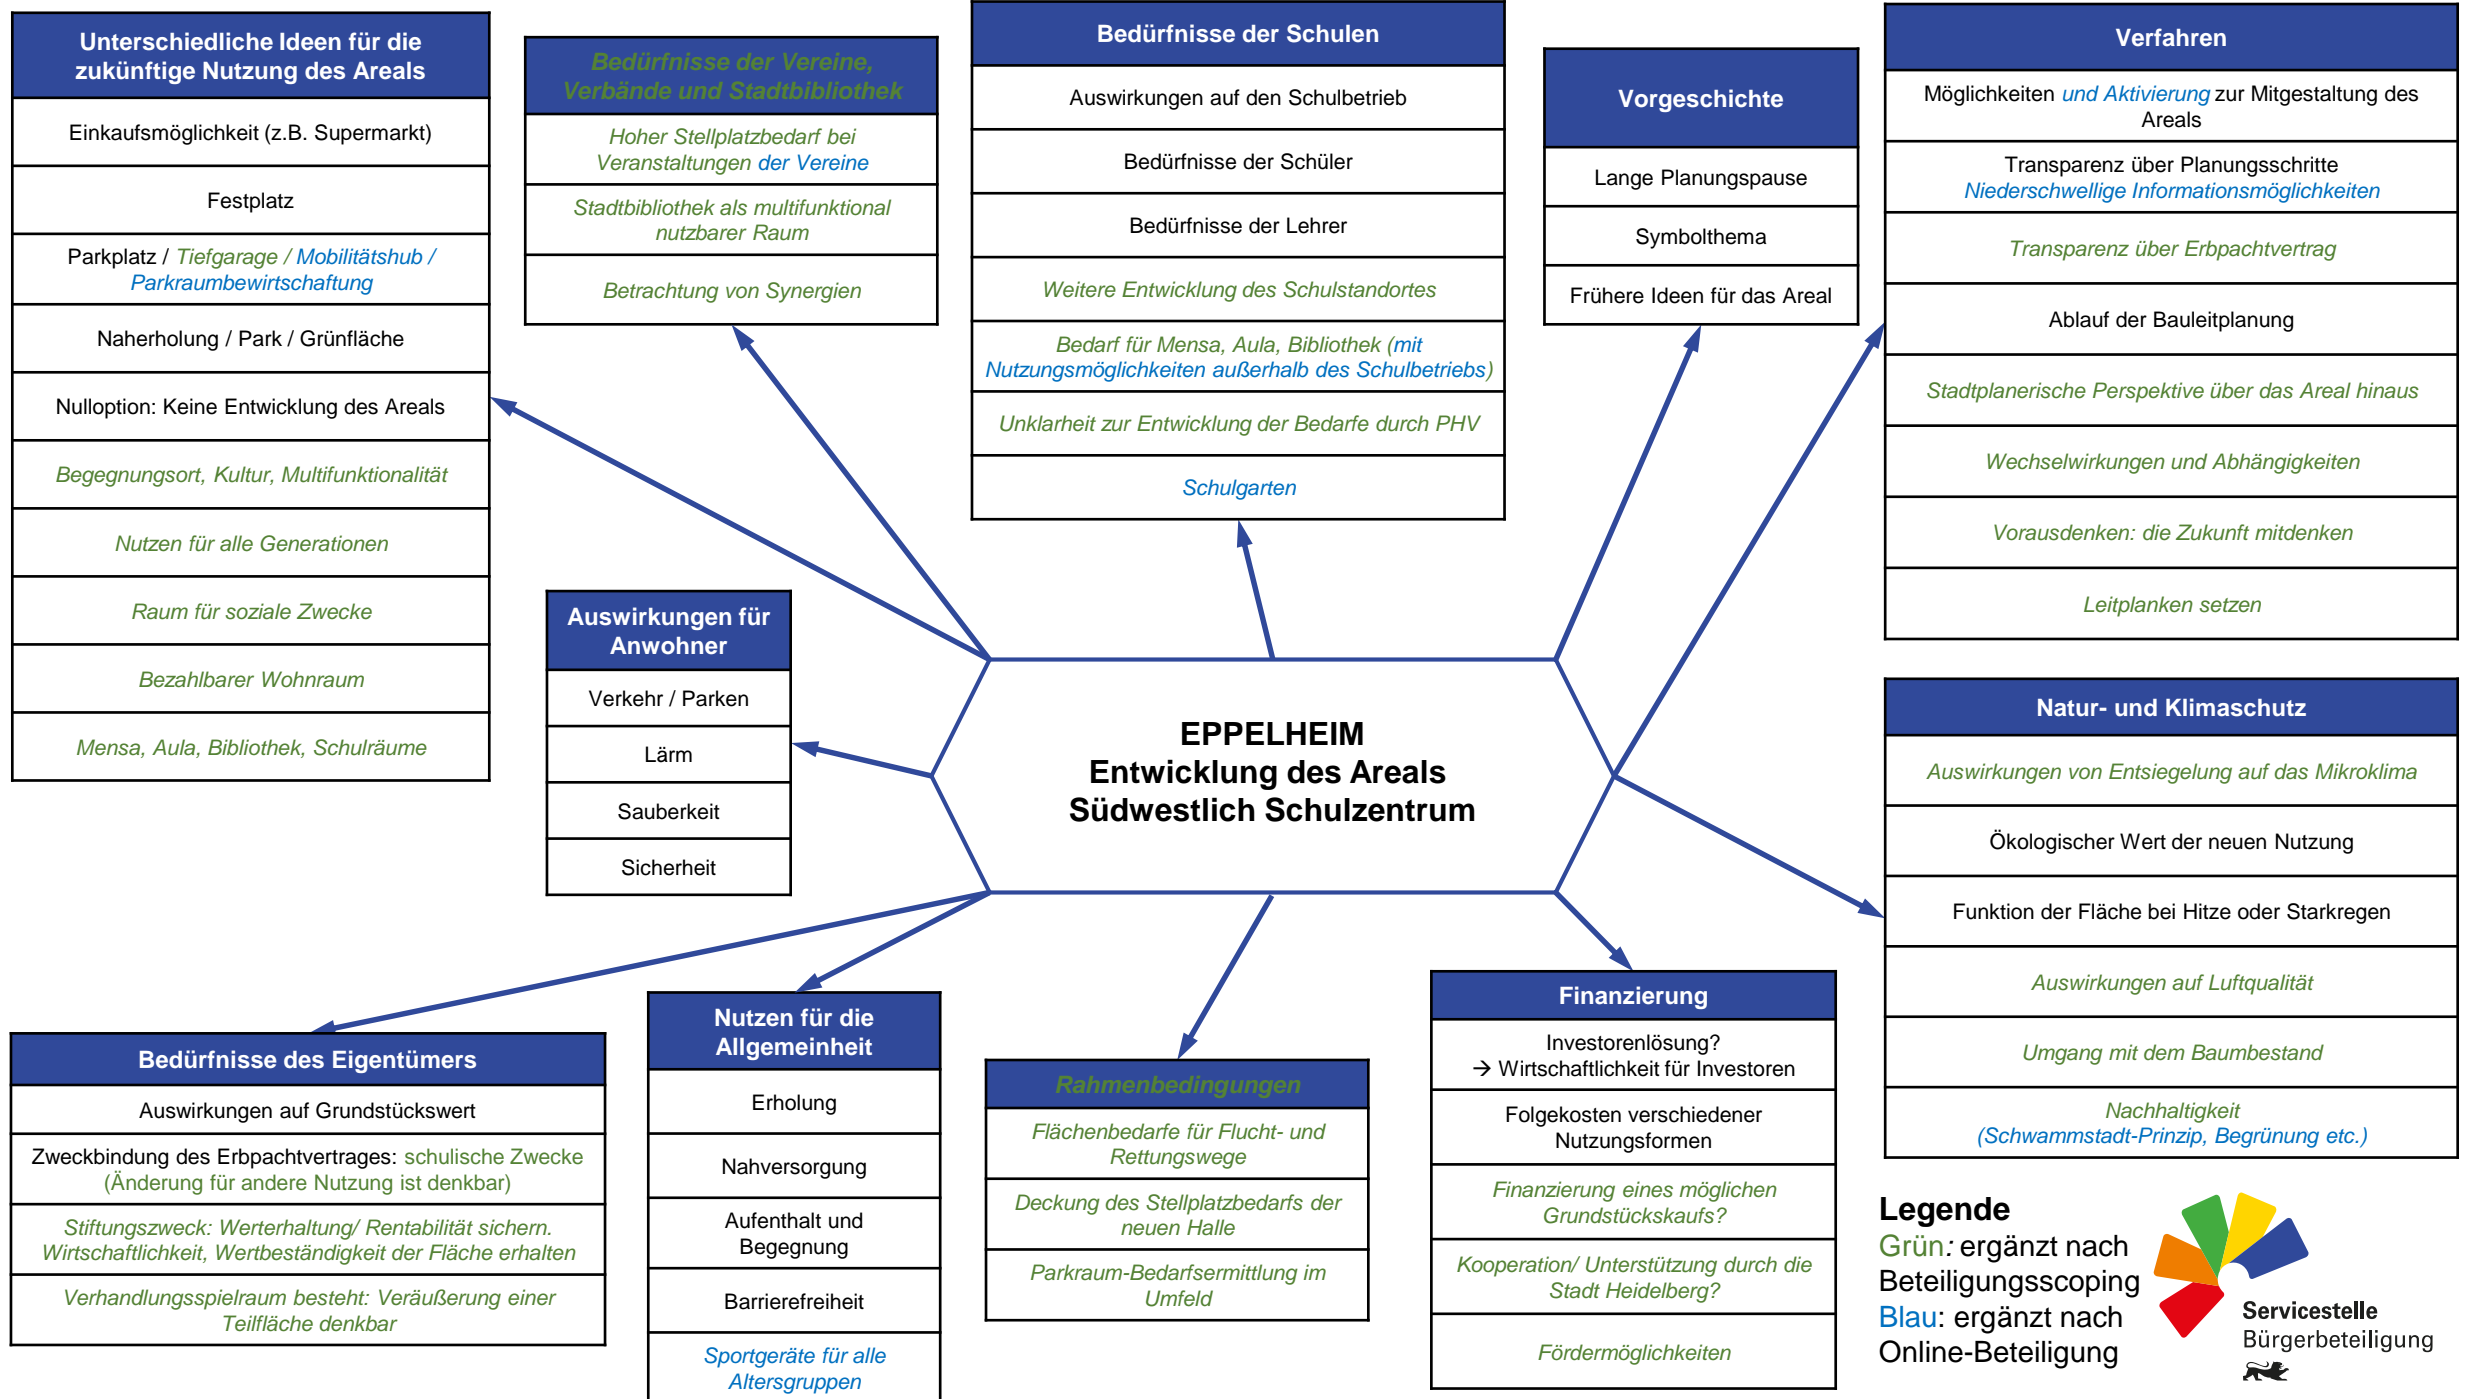 Unterschiedliche Ideen für die
zukünftige Nutzung des Areals
Einkaufsmöglichkeit (z.B. Supermarkt)
Festplatz
Parkplatz / Tiefgarage / Mobilitätshub /
Parkraumbewirtschaftung
Naherholung / Park / Grünfläche
Nulloption: Keine Entwicklung des Areals
Begegnungsort, Kultur, Multifunktionalität
Nutzen für alle Generationen
Raum für soziale Zwecke
Bezahlbarer Wohnraum
Mensa, Aula, Bibliothek, Schulräume
Bedürfnisse der Vereine,
Verbände und Stadtbibliothek
Hoher Stellplatzbedarf bei
Veranstaltungen der Vereine
Stadtbibliothek als multifunktional
nutzbarer Raum
Betrachtung von Synergien
Bedürfnisse der Schulen
Auswirkungen auf den Schulbetrieb
Bedürfnisse der Schüler
Bedürfnisse der Lehrer
Weitere Entwicklung des Schulstandortes
Bedarf für Mensa, Aula, Bibliothek (mit
Nutzungsmöglichkeiten außerhalb des Schulbetriebs)
Unklarheit zur Entwicklung der Bedarfe durch PHV
Schulgarten
Vorgeschichte
Lange Planungspause
Symbolthema
Frühere Ideen für das Areal
Verfahren
Möglichkeiten und Aktivierung zur Mitgestaltung des
Areals
Transparenz über Planungsschritte
Niederschwellige Informationsmöglichkeiten
Transparenz über Erbpachtvertrag
Ablauf der Bauleitplanung
Stadtplanerische Perspektive über das Areal hinaus
Wechselwirkungen und Abhängigkeiten
Vorausdenken: die Zukunft mitdenken
Leitplanken setzen
Auswirkungen für
Anwohner
Verkehr / Parken
Lärm
Sauberkeit
Sicherheit
EPPELHEIM
Entwicklung des Areals
Südwestlich Schulzentrum
Natur- und Klimaschutz
Auswirkungen von Entsiegelung auf das Mikroklima
Ökologischer Wert der neuen Nutzung
Funktion der Fläche bei Hitze oder Starkregen
Auswirkungen auf Luftqualität
Umgang mit dem Baumbestand
Nachhaltigkeit
(Schwammstadt-Prinzip, Begrünung etc.)
Bedürfnisse des Eigentümers
Auswirkungen auf Grundstückswert
Zweckbindung des Erbpachtvertrages: schulische Zwecke
(Änderung für andere Nutzung ist denkbar)
Stiftungszweck: Werterhaltung/ Rentabilität sichern.
Wirtschaftlichkeit, Wertbeständigkeit der Fläche erhalten
Verhandlungsspielraum besteht: Veräußerung einer
Teilfläche denkbar
Nutzen für die
Allgemeinheit
Erholung
Nahversorgung
Aufenthalt und
Begegnung
Barrierefreiheit
Sportgeräte für alle
Altersgruppen
Rahmenbedingungen
Flächenbedarfe für Flucht- und
Rettungswege
Deckung des Stellplatzbedarfs der
neuen Halle
Parkraum-Bedarfsermittlung im
Umfeld
Finanzierung
Investorenlösung?
→ Wirtschaftlichkeit für Investoren
Folgekosten verschiedener
Nutzungsformen
Finanzierung eines möglichen
Grundstückskaufs?
Kooperation/ Unterstützung durch die
Stadt Heidelberg?
Fördermöglichkeiten
Legende
Grün: ergänzt nach
Beteiligungsscoping
Blau: ergänzt nach
Online-Beteiligung
Servicestelle
Bürgerbeteiligung